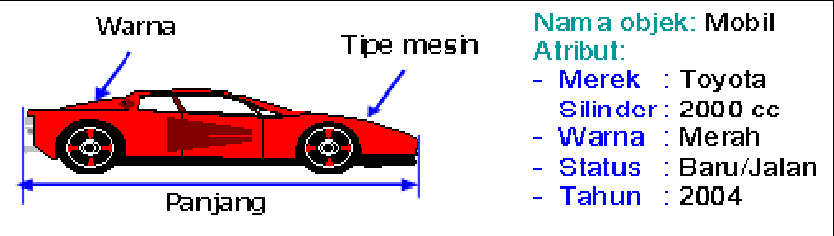 Warna
Tipe mesin
Panjang
Nama objek: Mobil
Atribut:
- Merek : Toyota
Silinder : 2000 cc
- Warna : Merah
- Status : Baru/Jalan
- Tahun : 2004